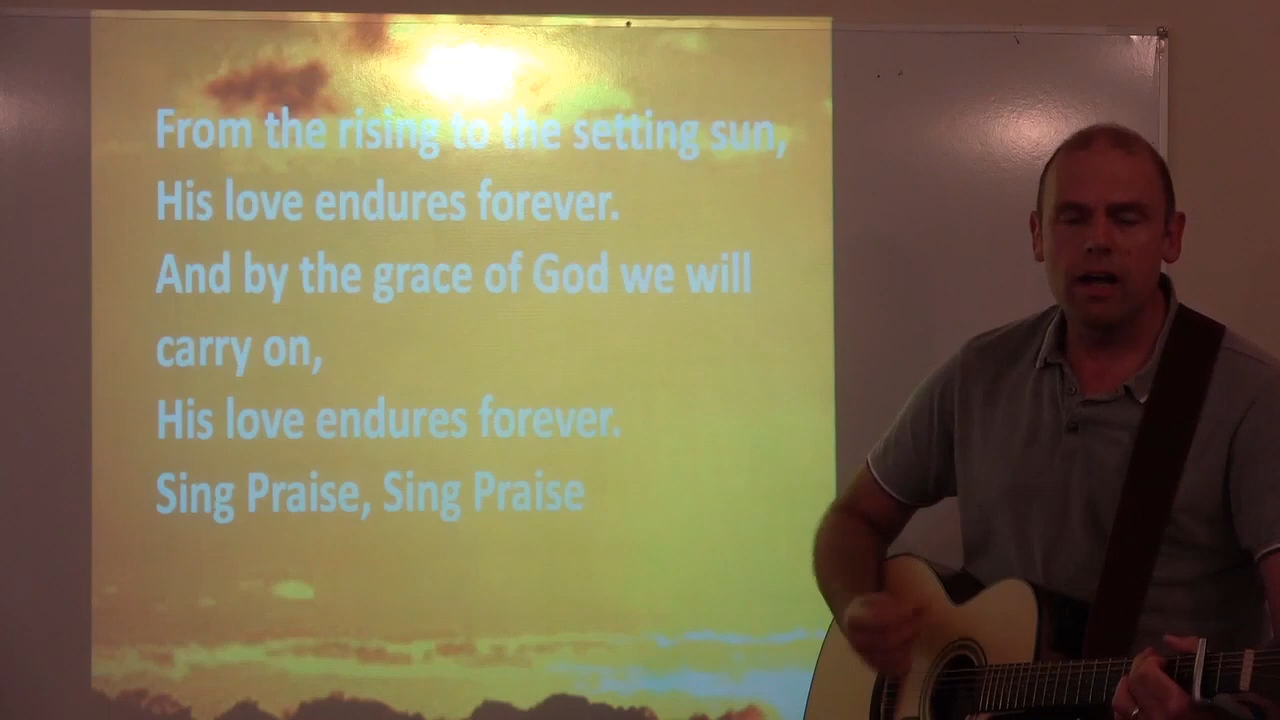 From the rising to the setting sun,
His love endures forever.
And by the grace of God we will
carry on,
His love endures forever.
Sing Praise, Sing Praise